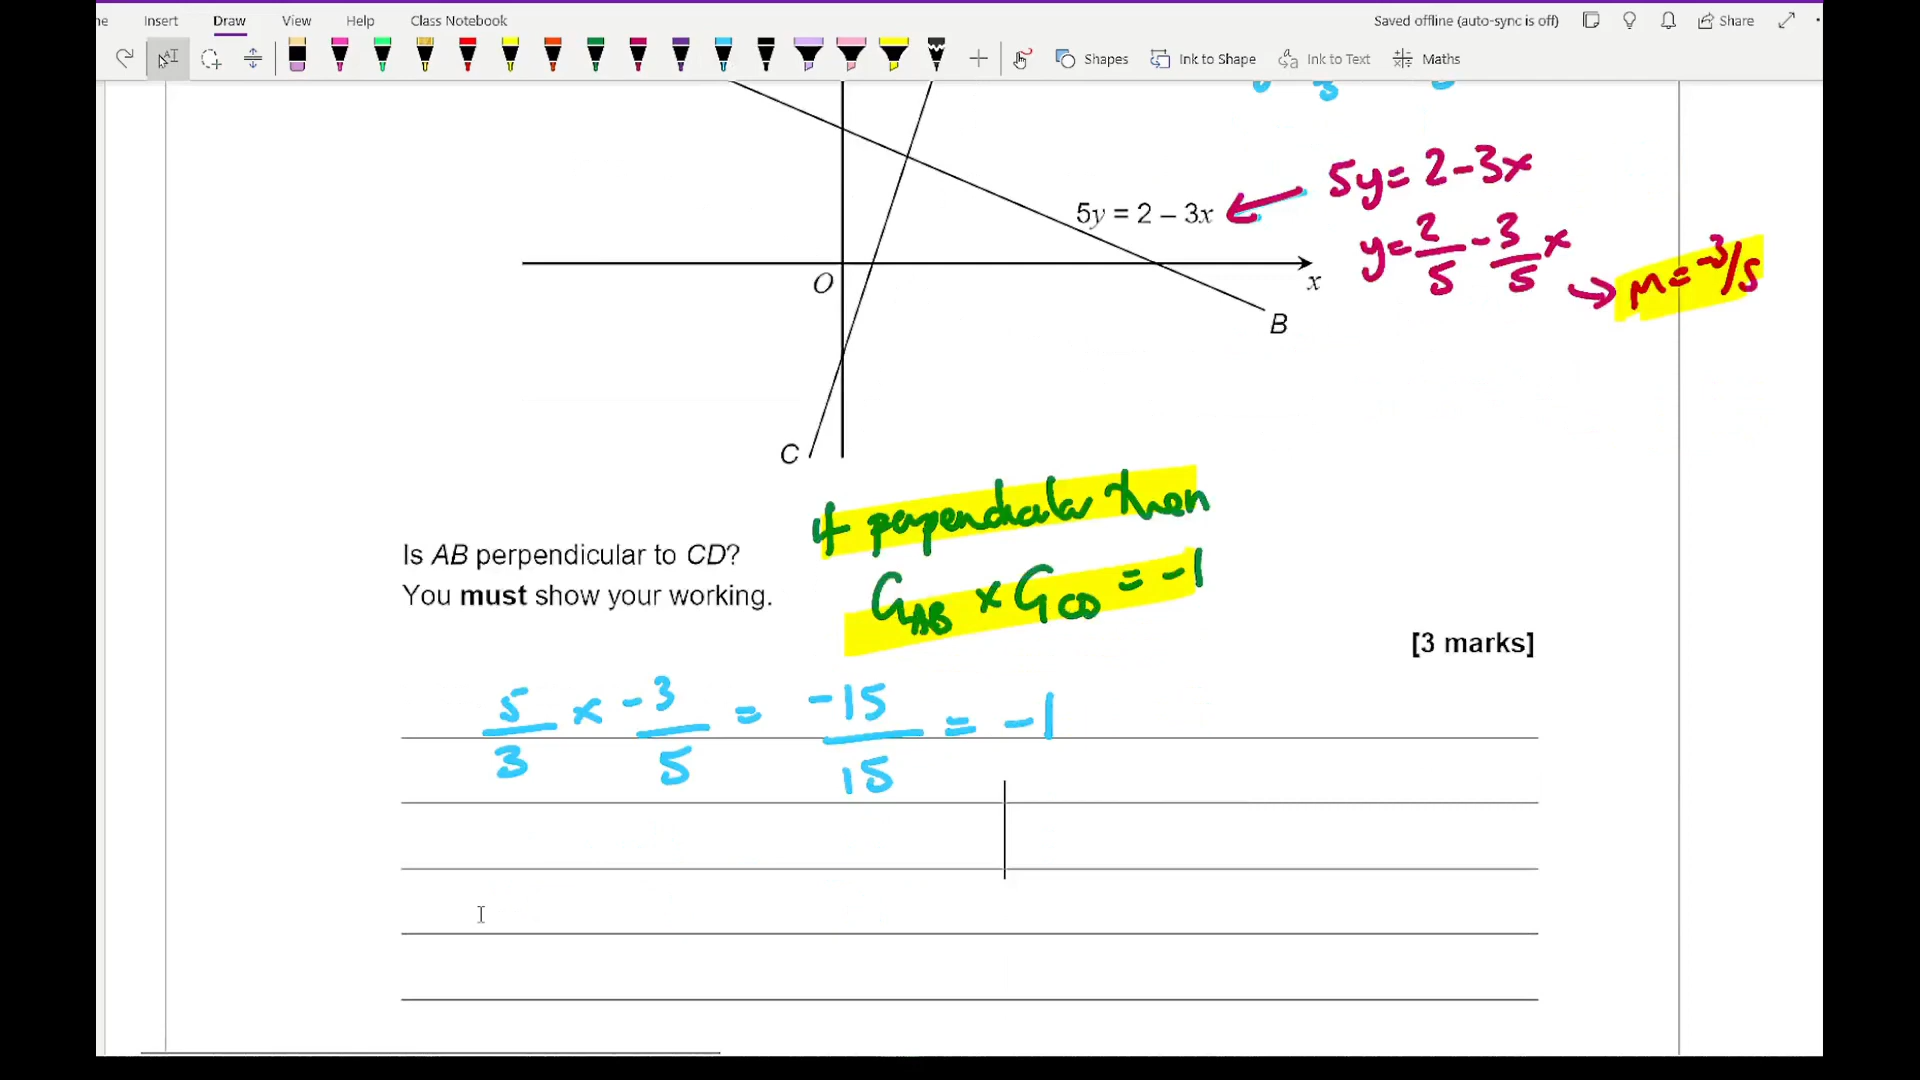 Insert Draw View Help Class Notebook Saved offline (auto-sync is off) Share
Shapes Ink to Shape Ink to Text Maths
5y = 2 – 3x
5y = 2 - 3x
y = 2/5 - 3/5 x
→ m = -3/5
O
x
B
C
if perpendicular then
Is AB perpendicular to CD?
G_AB × G_CD = -1
You must show your working.
[3 marks]
5/3 × -3/5 = -15/15 = -1